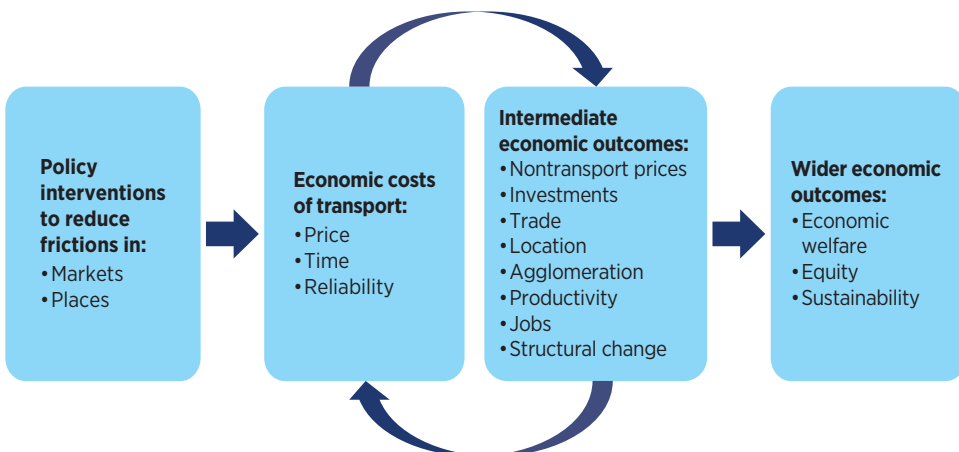 Policy
interventions
to reduce
frictions in:
•Markets
•Places
Economic costs
of transport:
•Price
•Time
•Reliability
Intermediate
economic outcomes:
•Nontransport prices
•Investments
•Trade
•Location
•Agglomeration
•Productivity
•Jobs
•Structural change
Wider economic
outcomes:
•Economic
welfare
•Equity
•Sustainability